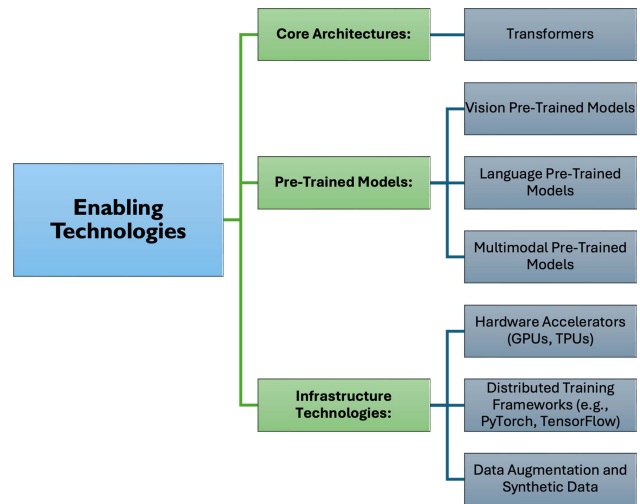 Enabling
Technologies
Core Architectures:
Transformers
Pre-Trained Models:
Vision Pre-Trained Models
Language Pre-Trained
Models
Multimodal Pre-Trained
Models
Infrastructure
Technologies:
Hardware Accelerators
(GPUs, TPUs)
Distributed Training
Frameworks (e.g.,
PyTorch, TensorFlow)
Data Augmentation and
Synthetic Data